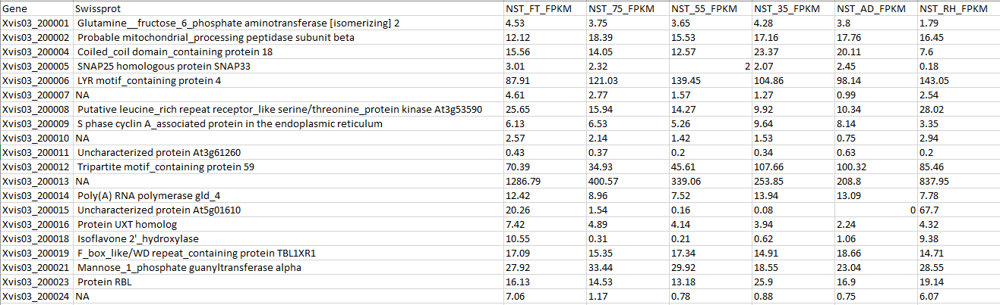 Gene Swissprot NST_FT_FPKM NST_75_FPKM NST_55_FPKM NST_35_FPKM NST_AD_FPKM NST_RH_FPKM
Xvis03_200001 Glutamine__fructose_6_phosphate aminotransferase [isomerizing] 2 4.53 3.75 3.65 4.28 3.8 1.79
Xvis03_200002 Probable mitochondrial_processing peptidase subunit beta 12.12 18.39 15.53 17.16 17.76 16.45
Xvis03_200004 Coiled_coil domain_containing protein 18 15.56 14.05 12.57 23.37 20.11 7.6
Xvis03_200005 SNAP25 homologous protein SNAP33 3.01 2.32 2 2.07 2.45 0.18
Xvis03_200006 LYR motif_containing protein 4 87.91 121.03 139.45 104.86 98.14 143.05
Xvis03_200007 NA 4.61 2.77 1.57 1.27 0.99 2.54
Xvis03_200008 Putative leucine_rich repeat receptor_like serine/threonine_protein kinase At3g53590 25.65 15.94 14.27 9.92 10.34 28.02
Xvis03_200009 S phase cyclin A_associated protein in the endoplasmic reticulum 6.13 6.53 5.26 9.64 8.14 3.35
Xvis03_200010 NA 2.57 2.14 1.42 1.53 0.75 2.94
Xvis03_200011 Uncharacterized protein At3g61260 0.43 0.37 0.2 0.34 0.63 0.2
Xvis03_200012 Tripartite motif_containing protein 59 70.39 34.93 45.61 107.66 100.32 85.46
Xvis03_200013 NA 1286.79 400.57 339.06 253.85 208.8 837.95
Xvis03_200014 Poly(A) RNA polymerase gld_4 12.42 8.96 7.52 13.94 13.09 7.78
Xvis03_200015 Uncharacterized protein At5g01610 20.26 1.54 0.16 0.08 0 67.7
Xvis03_200016 Protein UXT homolog 7.42 4.89 4.14 3.94 2.24 4.32
Xvis03_200018 Isoflavone 2'_hydroxylase 10.55 0.31 0.21 0.62 1.06 9.38
Xvis03_200019 F_box_like/WD repeat_containing protein TBL1XR1 17.09 15.35 17.34 14.91 18.66 14.71
Xvis03_200021 Mannose_1_phosphate guanyltransferase alpha 27.92 33.44 29.92 18.55 23.04 28.55
Xvis03_200023 Protein RBL 16.13 14.53 13.18 25.9 16.9 19.14
Xvis03_200024 NA 7.06 1.17 0.78 0.88 0.75 6.07